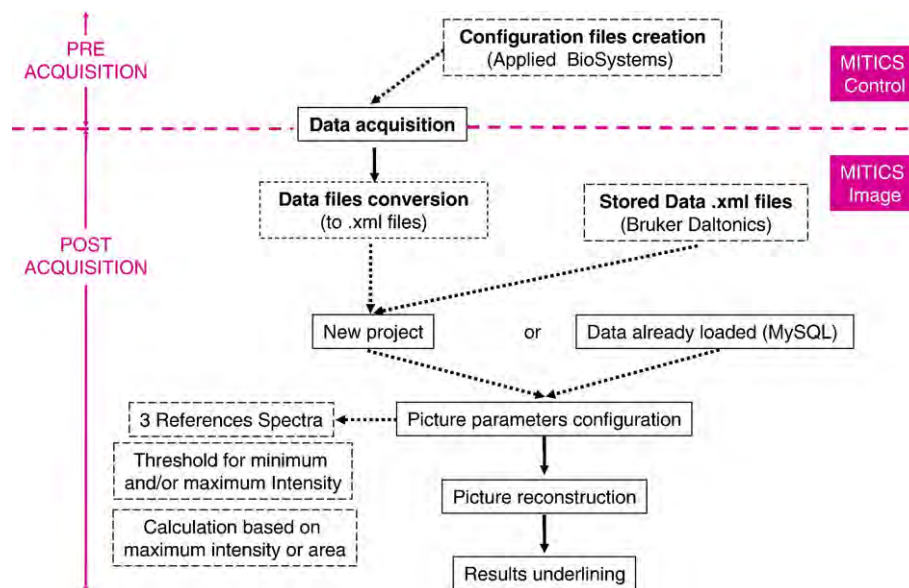 PRE
ACQUISITION
Configuration files creation
(Applied BioSystems)
MITICS
Control
Data acquisition
MITICS
Image
Data files conversion
(to .xml files)
Stored Data .xml files
(Bruker Daltonics)
POST
ACQUISITION
New project
or
Data already loaded (MySQL)
3 References Spectra
Picture parameters configuration
Threshold for minimum
and/or maximum Intensity
Picture reconstruction
Calculation based on
maximum intensity or area
Results underlining